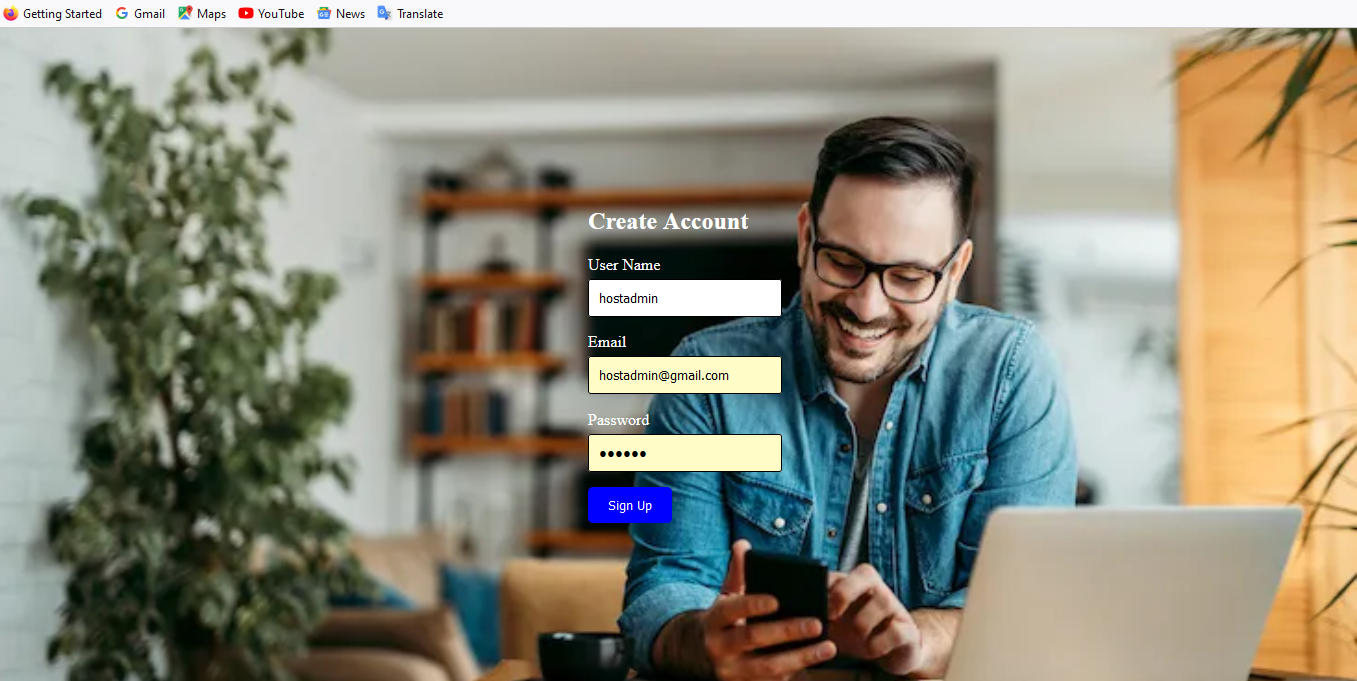 Getting Started Gmail Maps YouTube News Translate
Create Account
User Name
hostadmin
Email
hostadmin@gmail.com
Password
••••••
Sign Up